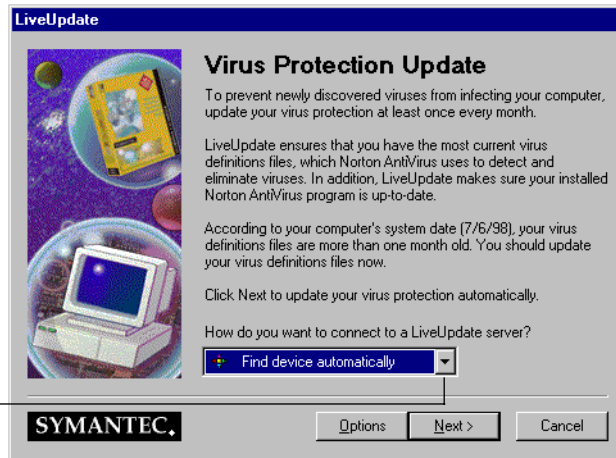 LiveUpdate
Virus Protection Update
To prevent newly discovered viruses from infecting your computer,
update your virus protection at least once every month.
LiveUpdate ensures that you have the most current virus
definitions files, which Norton AntiVirus uses to detect and
eliminate viruses. In addition, LiveUpdate makes sure your installed
Norton AntiVirus program is up-to-date.
According to your computer's system date (7/6/98), your virus
definitions files are more than one month old. You should update
your virus definitions files now.
Click Next to update your virus protection automatically.
How do you want to connect to a LiveUpdate server?
Find device automatically
SYMANTEC.
Options
Next >
Cancel